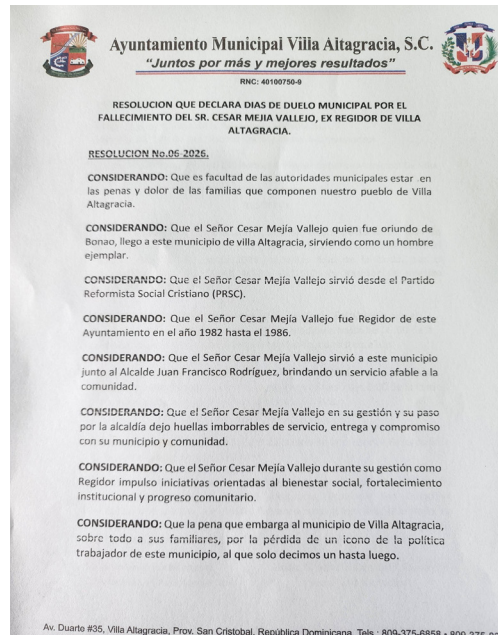 Ayuntamiento Municipal Villa Altagracia, S.C.
"Juntos por más y mejores resultados"
RNC: 40100750-9
RESOLUCION QUE DECLARA DIAS DE DUELO MUNICIPAL POR EL
FALLECIMIENTO DEL SR. CESAR MEJIA VALLEJO, EX REGIDOR DE VILLA
ALTAGRACIA.
RESOLUCION No.06-2026.
CONSIDERANDO: Que es facultad de las autoridades municipales estar en
las penas y dolor de las familias que componen nuestro pueblo de Villa
Altagracia.
CONSIDERANDO: Que el Señor Cesar Mejía Vallejo quien fue oriundo de
Bonao, llego a este municipio de villa Altagracia, sirviendo como un hombre
ejemplar.
CONSIDERANDO: Que el Señor Cesar Mejía Vallejo sirvió desde el Partido
Reformista Social Cristiano (PRSC).
CONSIDERANDO: Que el Señor Cesar Mejía Vallejo fue Regidor de este
Ayuntamiento en el año 1982 hasta el 1986.
CONSIDERANDO: Que el Señor Cesar Mejía Vallejo sirvió a este municipio
junto al Alcalde Juan Francisco Rodríguez, brindando un servicio afable a la
comunidad.
CONSIDERANDO: Que el Señor Cesar Mejía Vallejo en su gestión y su paso
por la alcaldía dejo huellas imborrables de servicio, entrega y compromiso
con su municipio y comunidad.
CONSIDERANDO: Que el Señor Cesar Mejía Vallejo durante su gestión como
Regidor impulso iniciativas orientadas al bienestar social, fortalecimiento
institucional y progreso comunitario.
CONSIDERANDO: Que la pena que embarga al municipio de Villa Altagracia,
sobre todo a sus familiares, por la pérdida de un icono de la política
trabajador de este municipio, al que solo decimos un hasta luego.
Av. Duarte #35, Villa Altagracia, Prov. San Cristobal, República Dominicana, Tels.: 809-375-6858